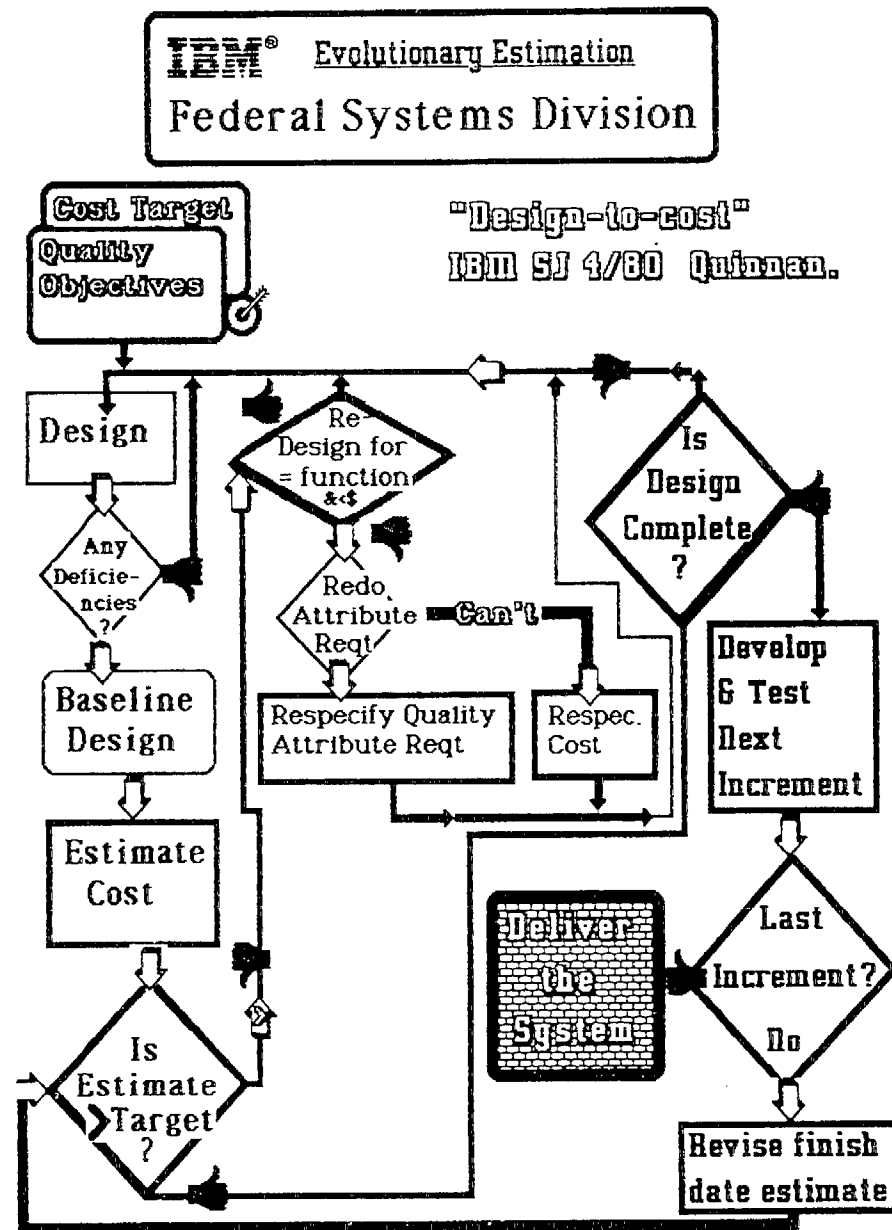 IBM® Evolutionary Estimation
Federal Systems Division
Cost Target
Quality
Objectives
"Design-to-cost"
IBM SJ 4/80 Quinnan.
Design
Any
Deficie-
ncies
?
Baseline
Design
Estimate
Cost
Is
Estimate
>Target
?
Re-
Design for
= function
&<$
Redo
Attribute
Reqt
Can't
Respecify Quality
Attribute Reqt
Respec.
Cost
Is
Design
Complete
?
Develop
& Test
Next
Increment
Last
Increment?
No
Deliver
the
System
Revise finish
date estimate